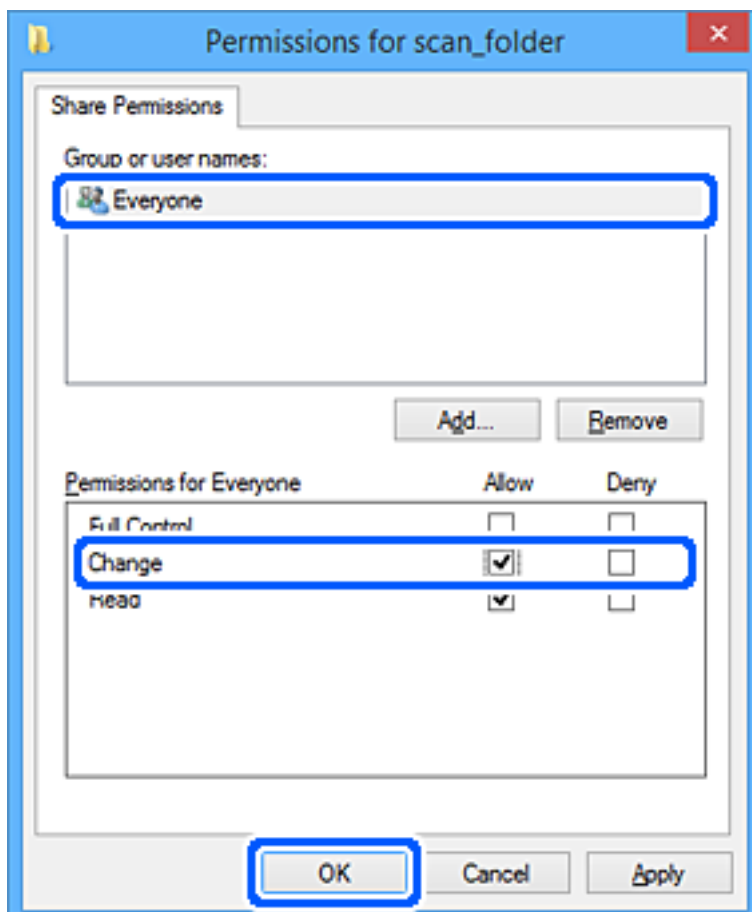 Permissions for scan_folder
Share Permissions
Group or user names:
Everyone
Add... Remove
Permissions for Everyone Allow Deny
Full Control
Change
Read
OK Cancel Apply